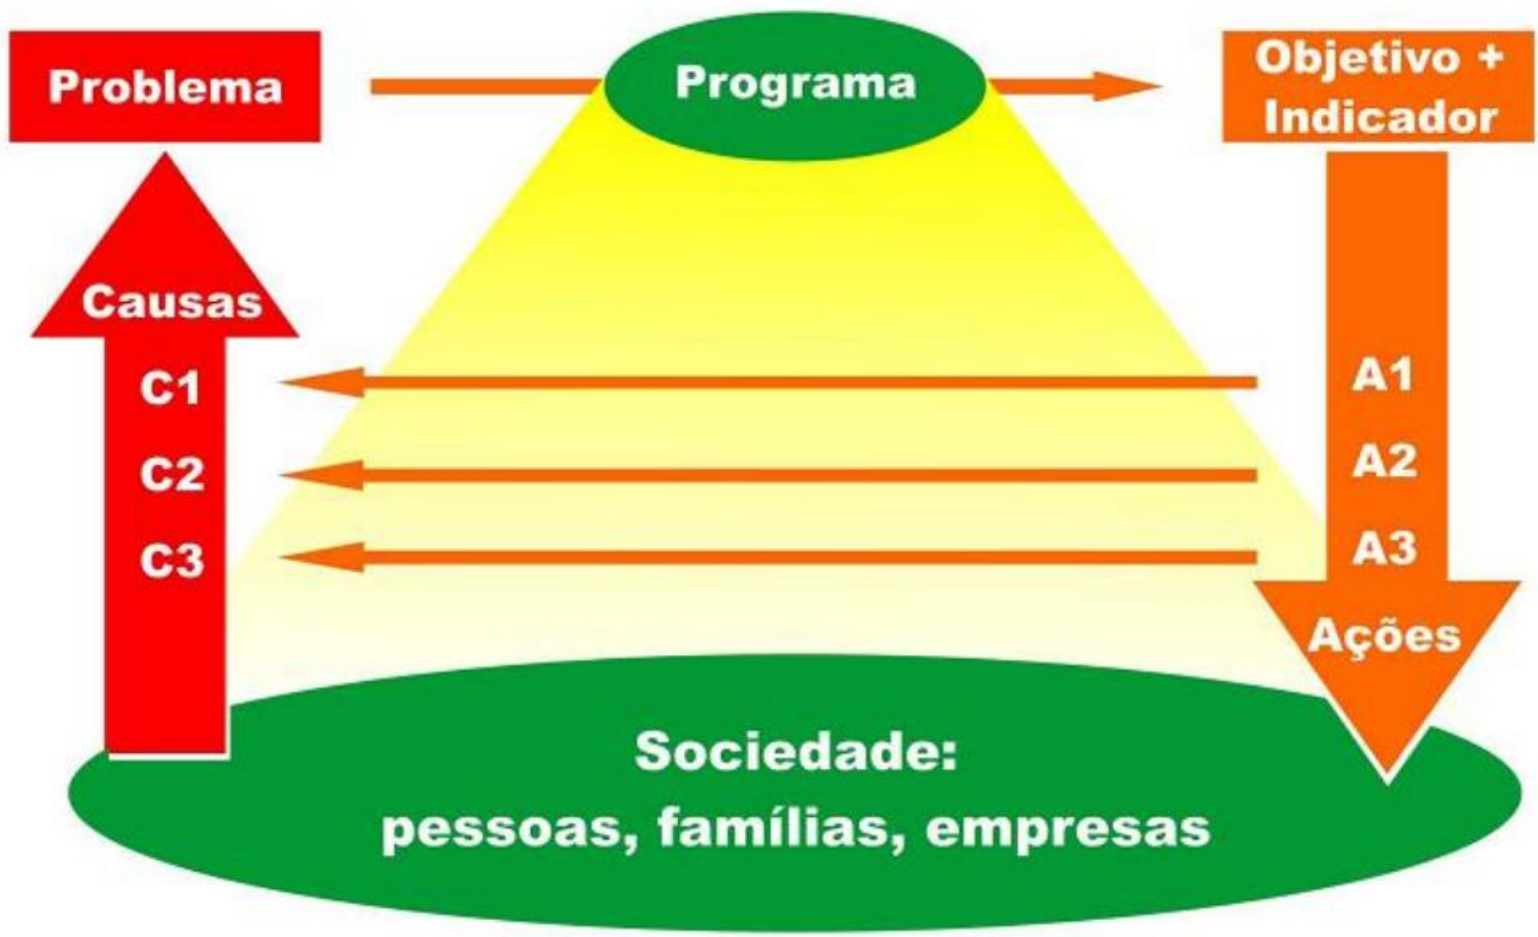 Problema
Programa
Objetivo +
Indicador
Causas
C1
C2
C3
A1
A2
A3
Ações
Sociedade:
pessoas, famílias, empresas